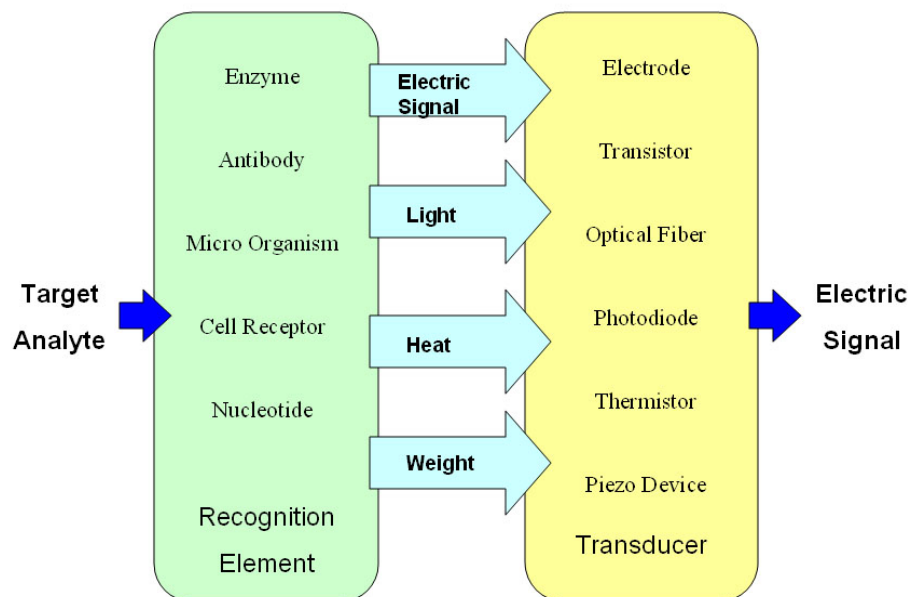 Target
Analyte
Enzyme
Antibody
Micro Organism
Cell Receptor
Nucleotide
Recognition
Element
Electric
Signal
Light
Heat
Weight
Electrode
Transistor
Optical Fiber
Photodiode
Thermistor
Piezo Device
Transducer
Electric
Signal